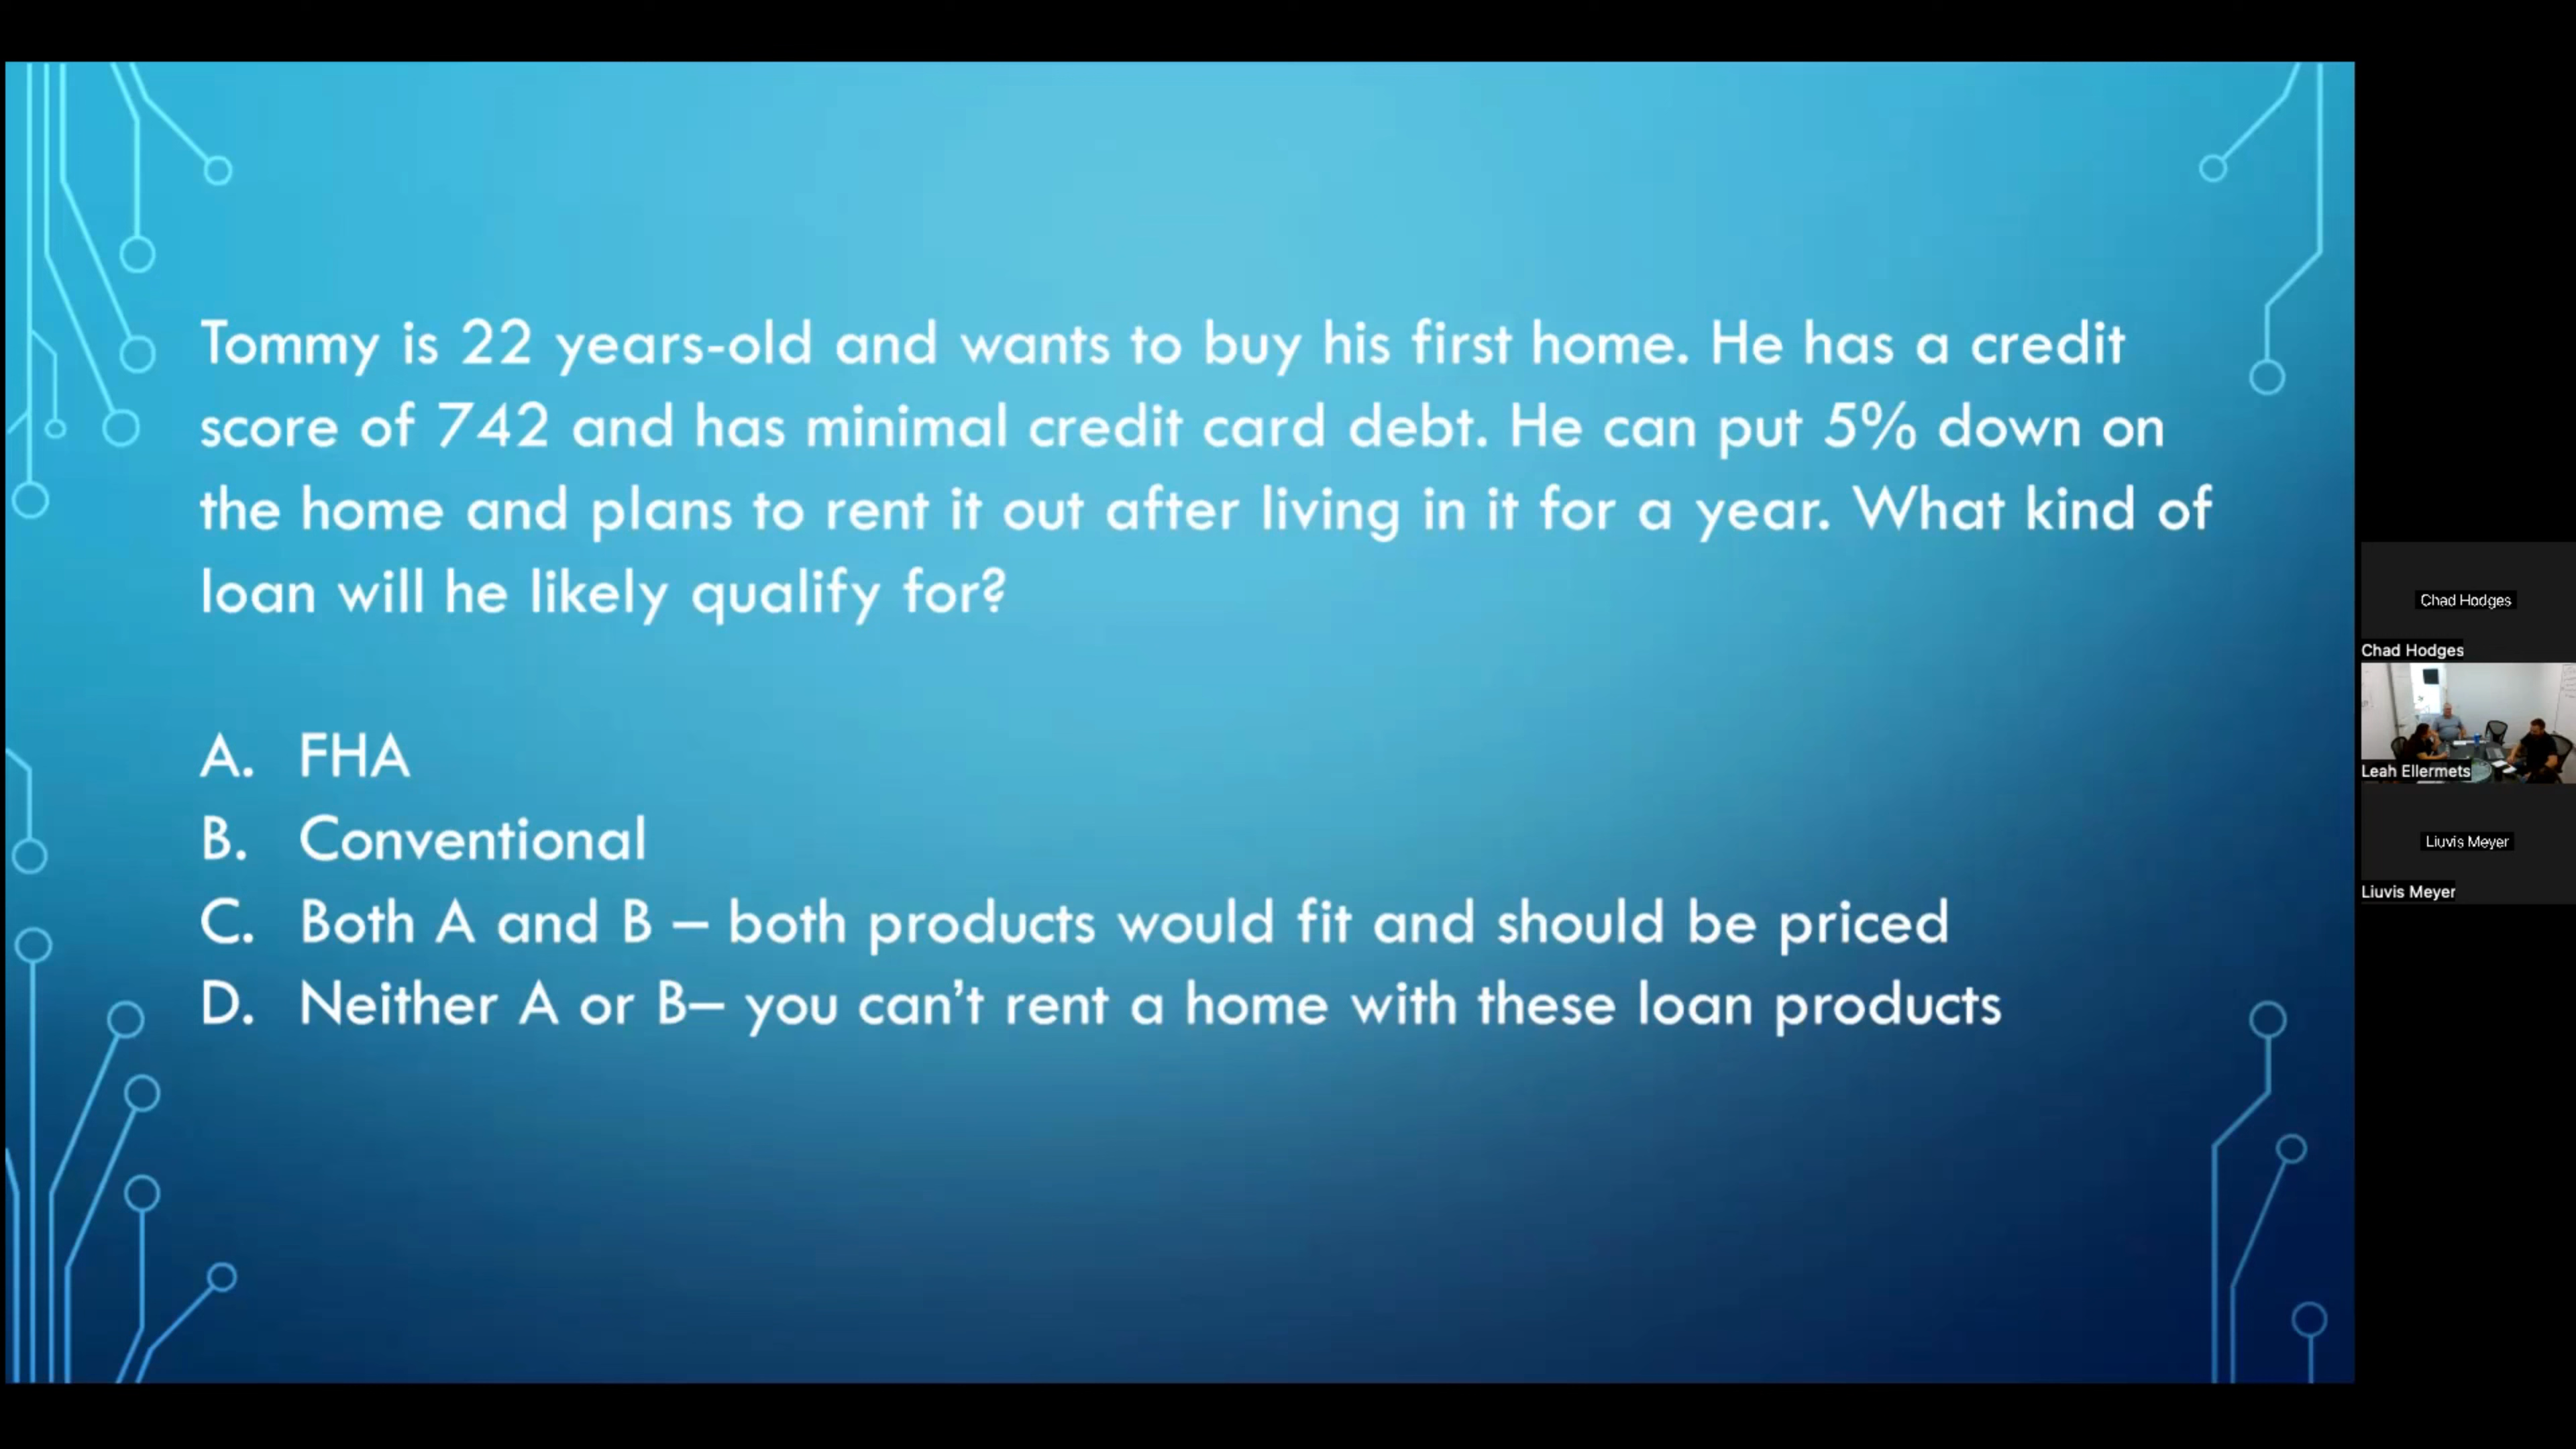 Tommy is 22 years-old and wants to buy his first home. He has a credit
score of 742 and has minimal credit card debt. He can put 5% down on
the home and plans to rent it out after living in it for a year. What kind of
loan will he likely qualify for?
A. FHA
B. Conventional
C. Both A and B – both products would fit and should be priced
D. Neither A or B– you can't rent a home with these loan products
Chad Hodges
Chad Hodges
Leah Ellermets
Liuvis Meyer
Liuvis Meyer